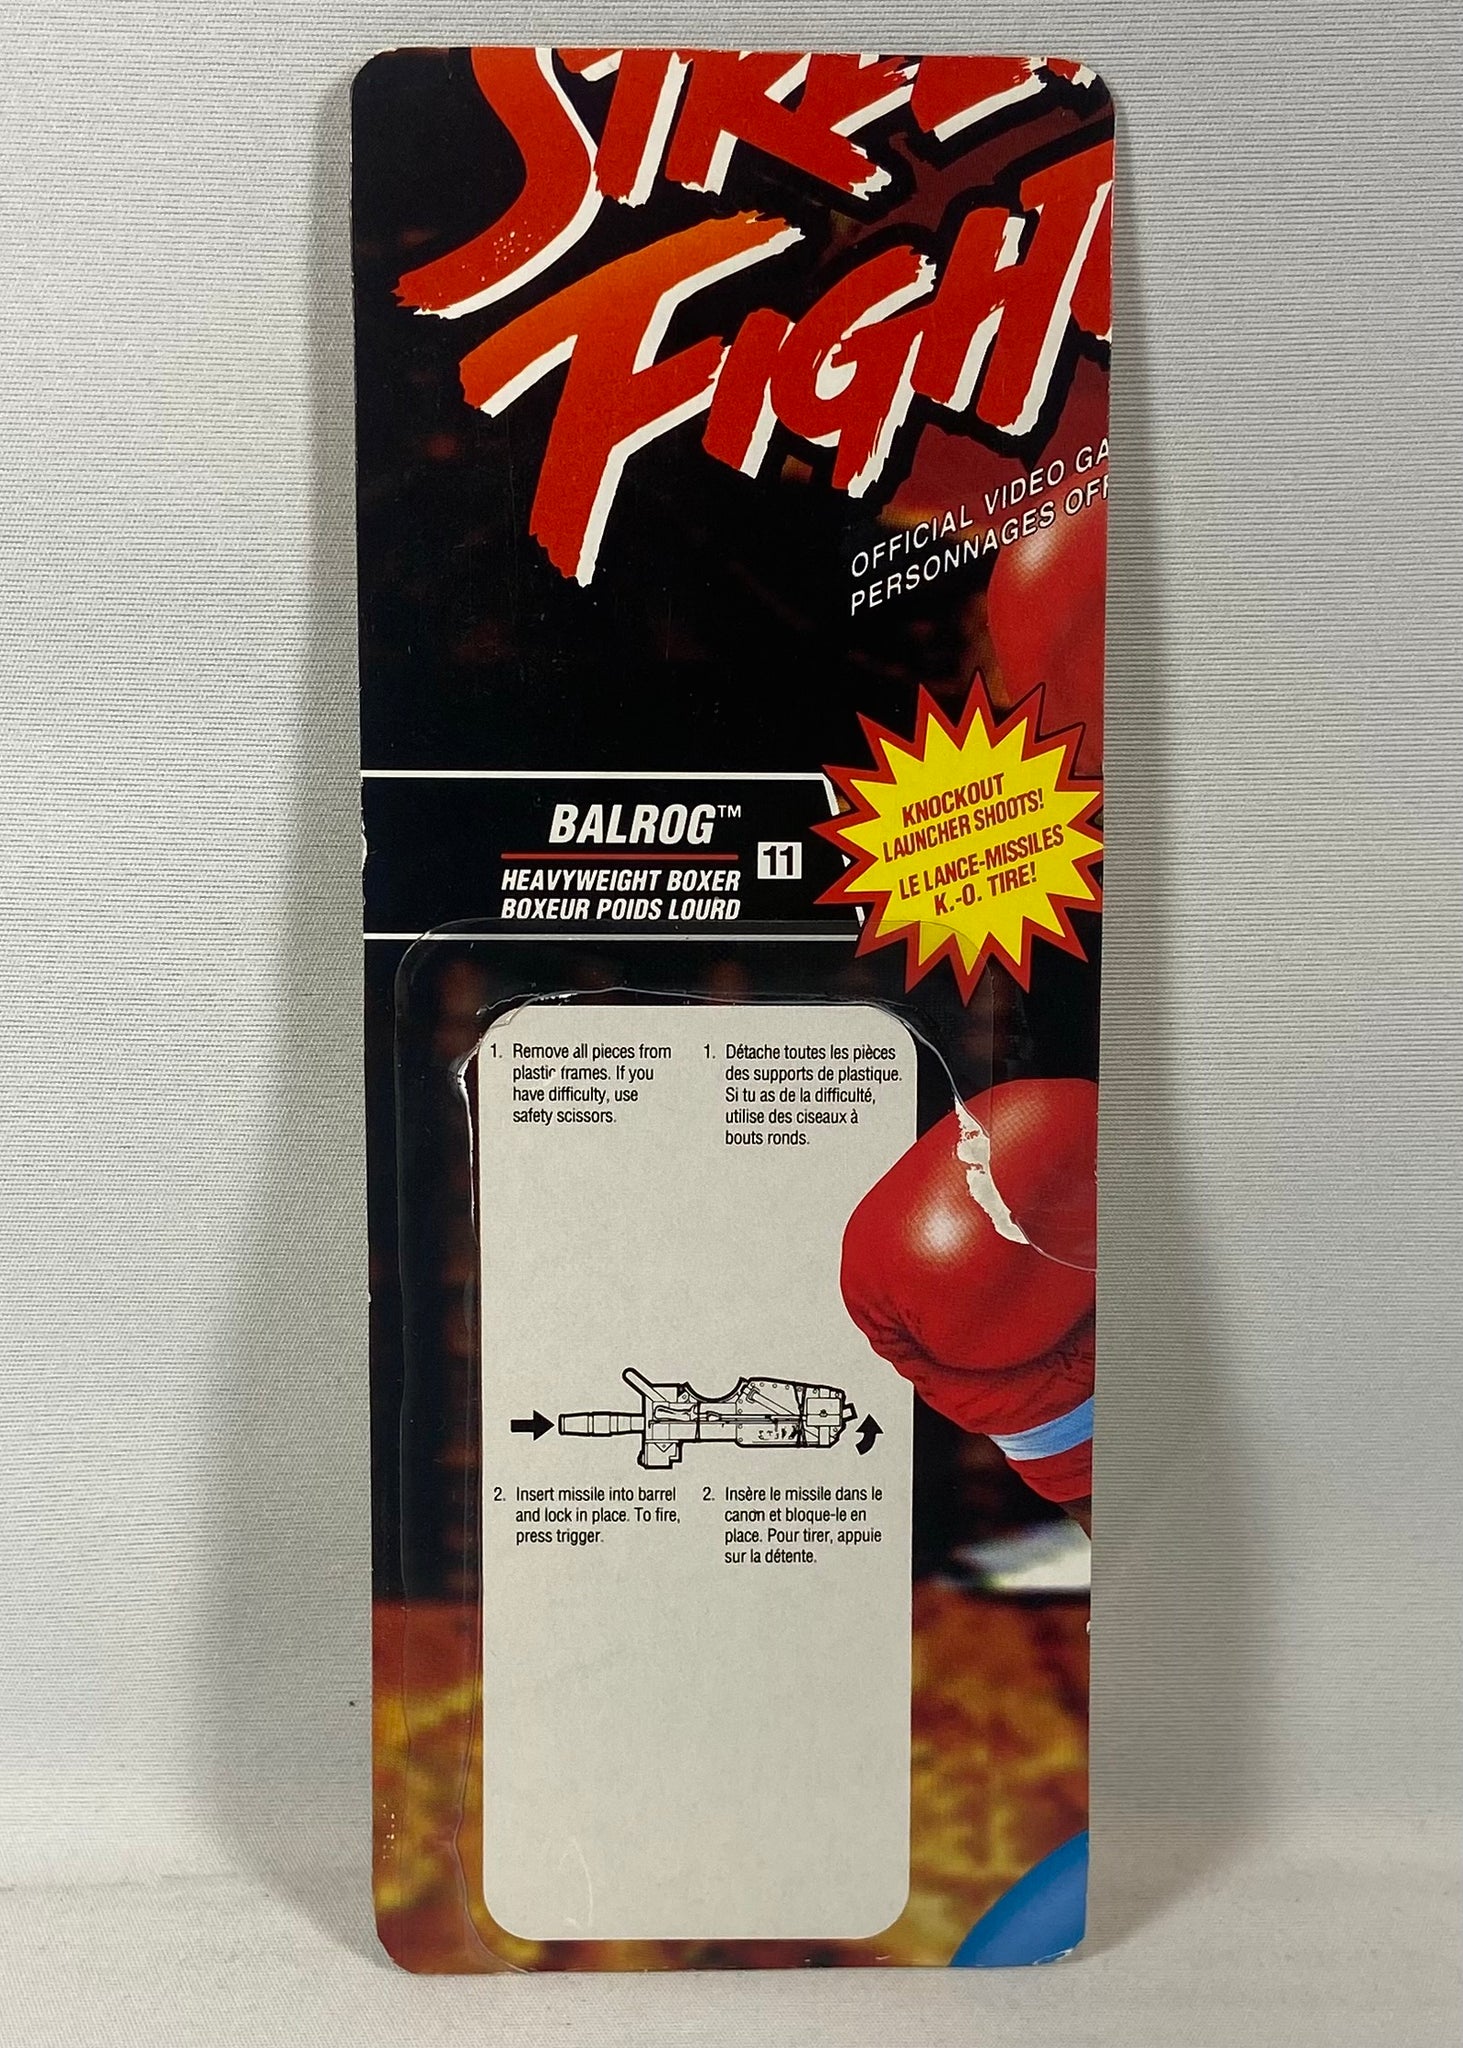 STREE
FIGHT
OFFICIAL VIDEO GA
PERSONNAGES OFF
KNOCKOUT
LAUNCHER SHOOTS!
LE LANCE-MISSILES
K.-O. TIRE!
BALROG™
11
HEAVYWEIGHT BOXER
BOXEUR POIDS LOURD
1. Remove all pieces from
plastic frames. If you
have difficulty, use
safety scissors.
1. Détache toutes les pièces
des supports de plastique.
Si tu as de la difficulté,
utilise des ciseaux à
bouts ronds.
2. Insert missile into barrel
and lock in place. To fire,
press trigger.
2. Insère le missile dans le
canon et bloque-le en
place. Pour tirer, appuie
sur la détente.